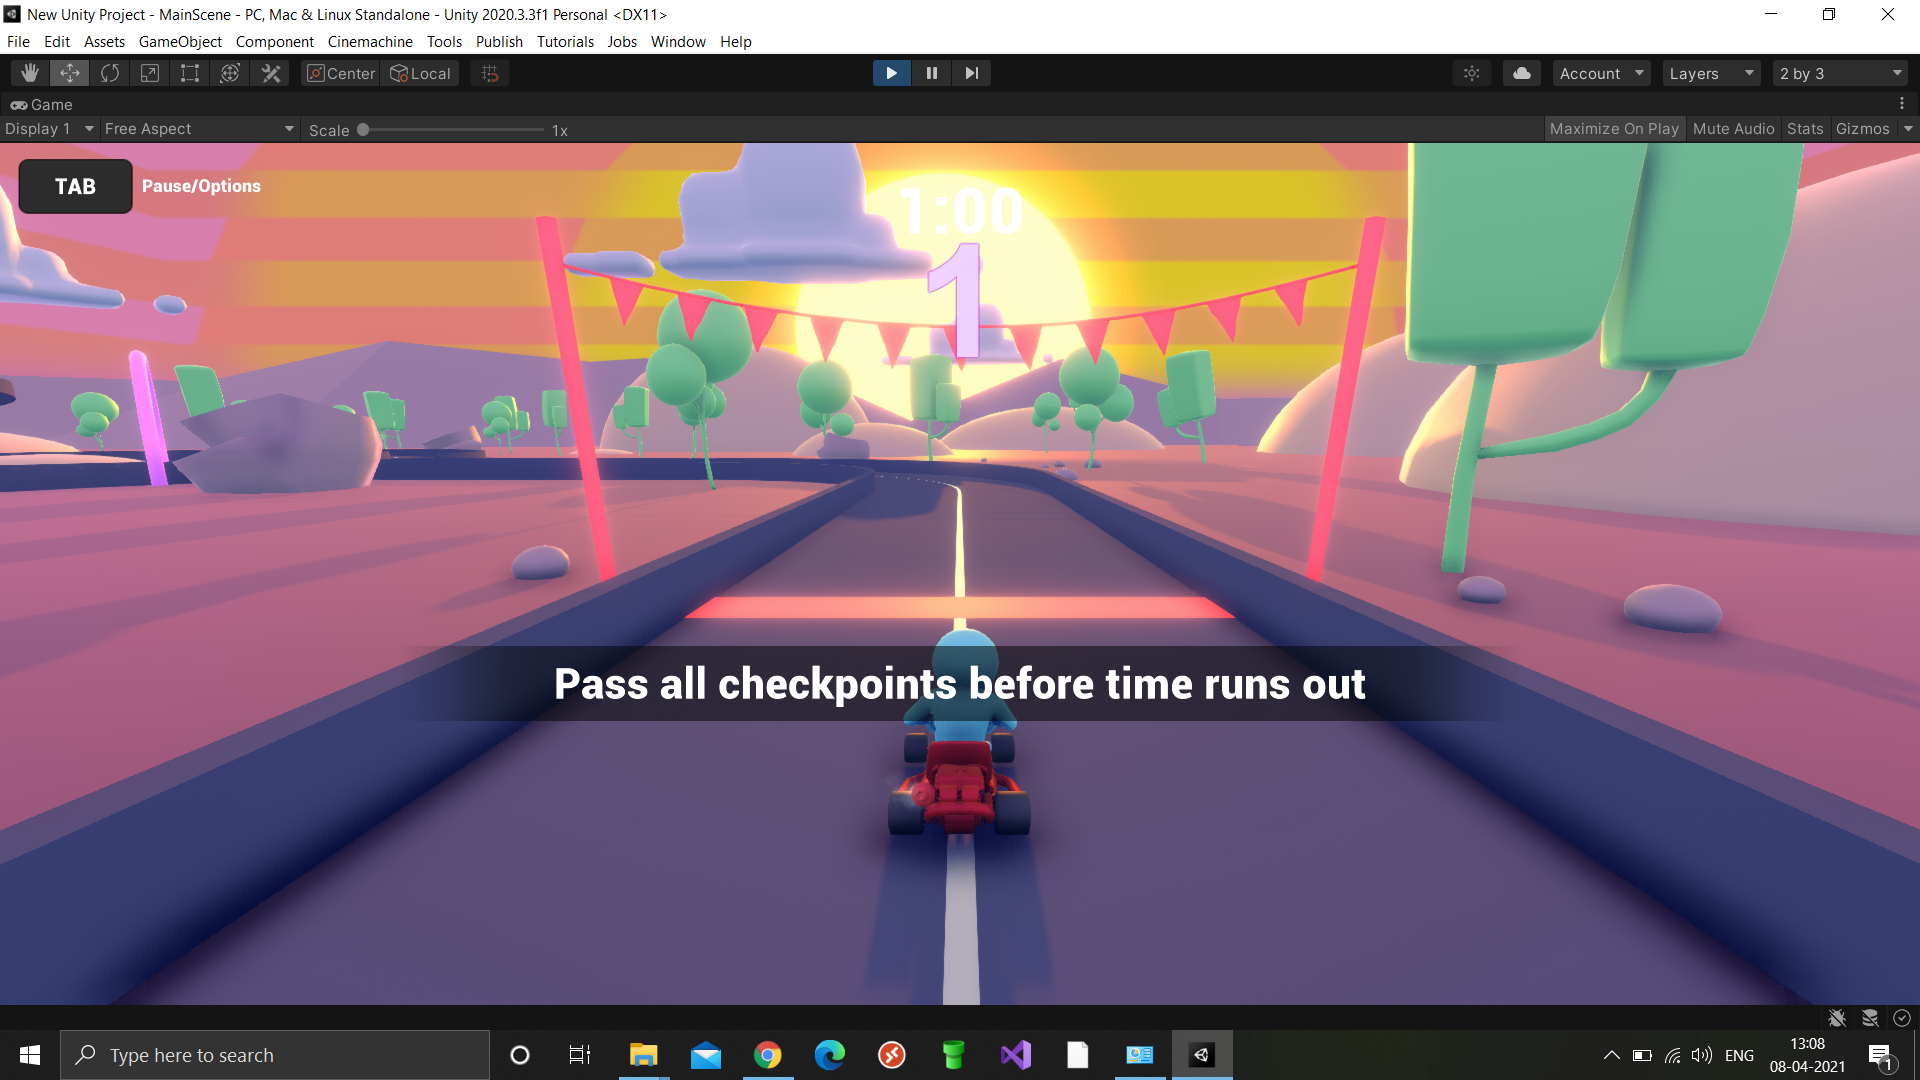 New Unity Project - MainScene - PC, Mac & Linux Standalone - Unity 2020.3.3f1 Personal <DX11>
File Edit Assets GameObject Component Cinemachine Tools Publish Tutorials Jobs Window Help
Center Local Account Layers 2 by 3
Game
Display 1 Free Aspect Scale 1x Maximize On Play Mute Audio Stats Gizmos
TAB Pause/Options
1:00
1
Pass all checkpoints before time runs out
Type here to search
ENG
13:08
08-04-2021
1